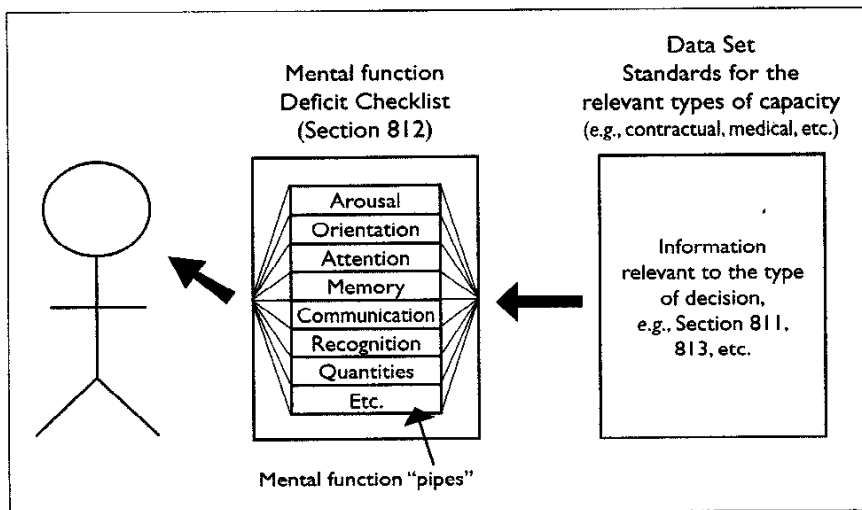 Mental function
Deficit Checklist
(Section 812)
Arousal
Orientation
Attention
Memory
Communication
Recognition
Quantities
Etc.
Mental function “pipes”
Data Set
Standards for the
relevant types of capacity
(e.g., contractual, medical, etc.)
Information
relevant to the type
of decision,
e.g., Section 811,
813, etc.